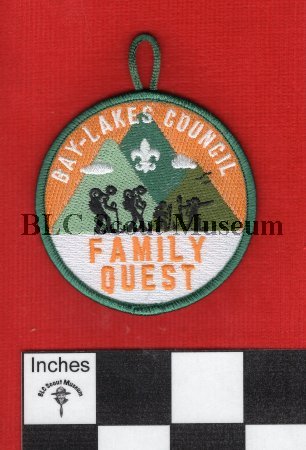 BAY-LAKES COUNCIL
BLC Scout Museum
FAMILY
QUEST
Inches
BLC Scout Museum